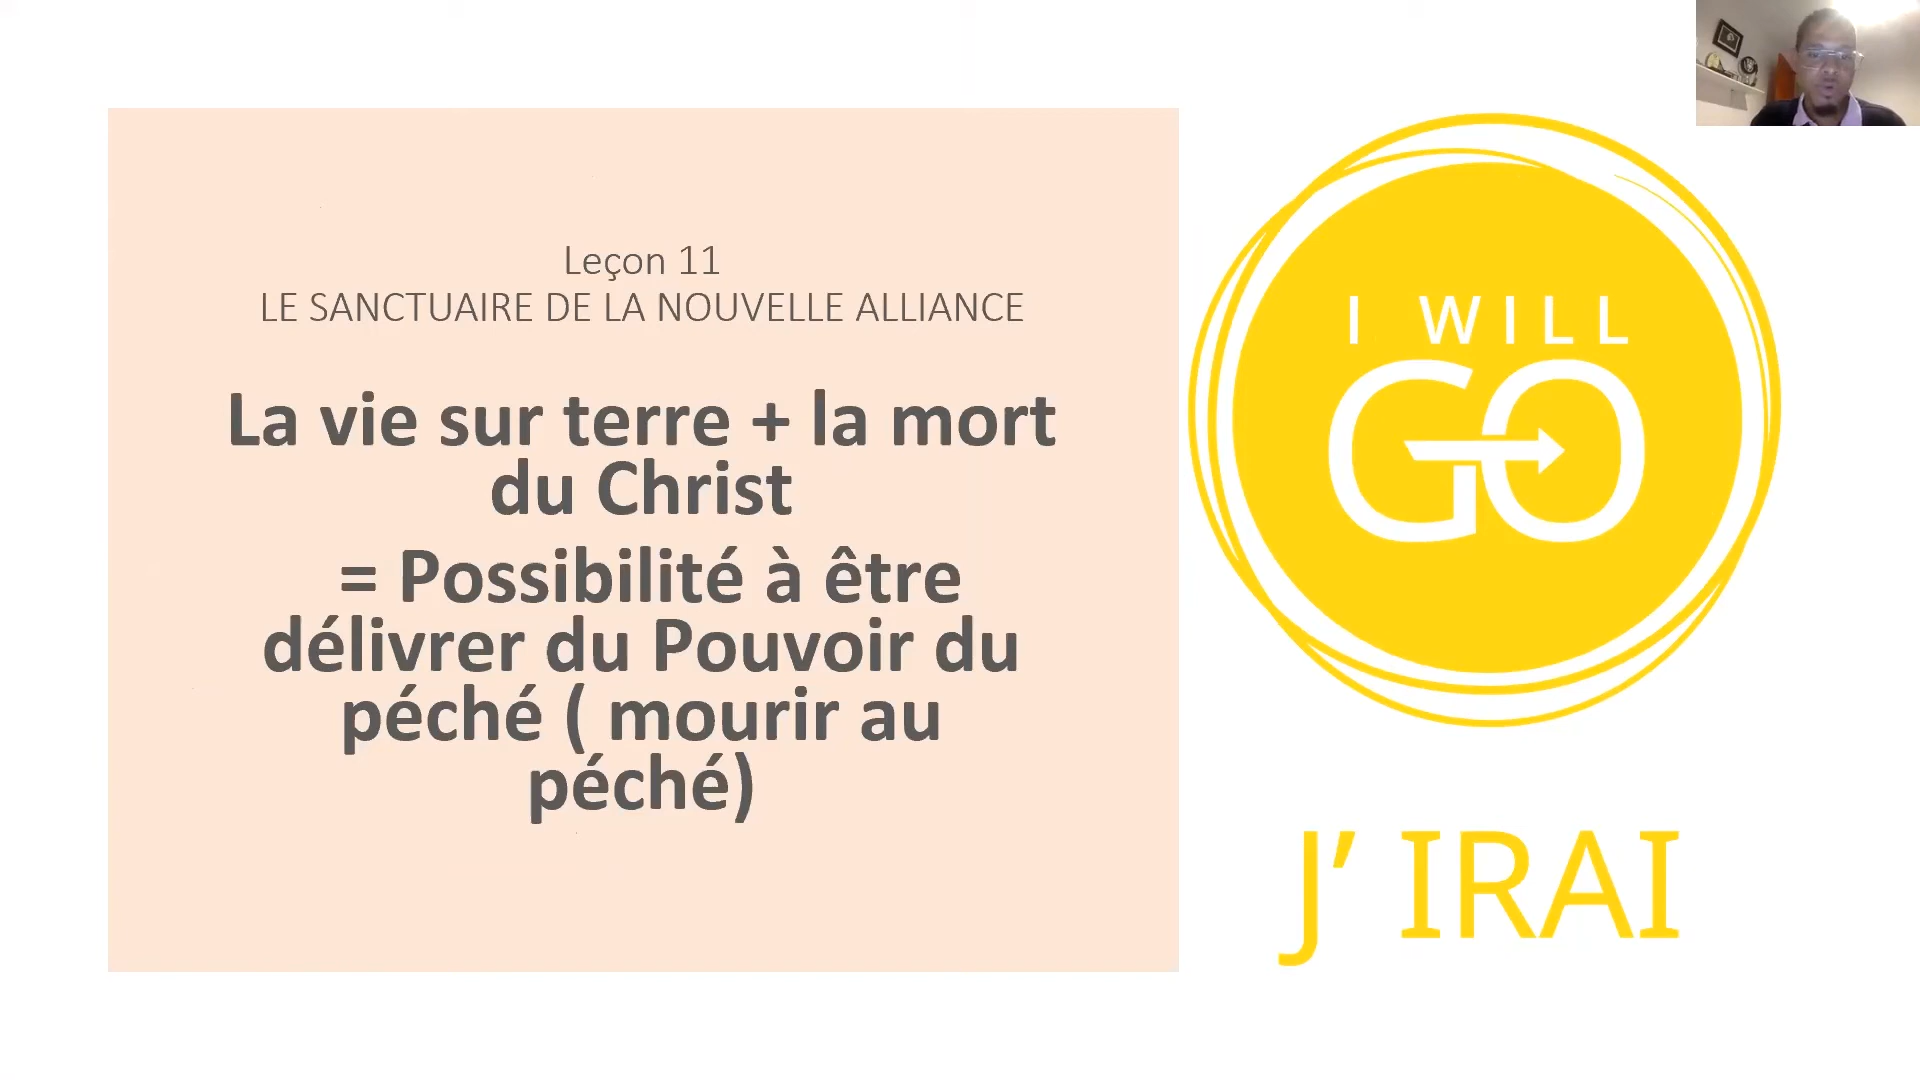 Leçon 11
LE SANCTUAIRE DE LA NOUVELLE ALLIANCE
La vie sur terre + la mort
du Christ
= Possibilité à être
délivrer du Pouvoir du
péché ( mourir au
péché)
I WILL
GO
J’ IRAI